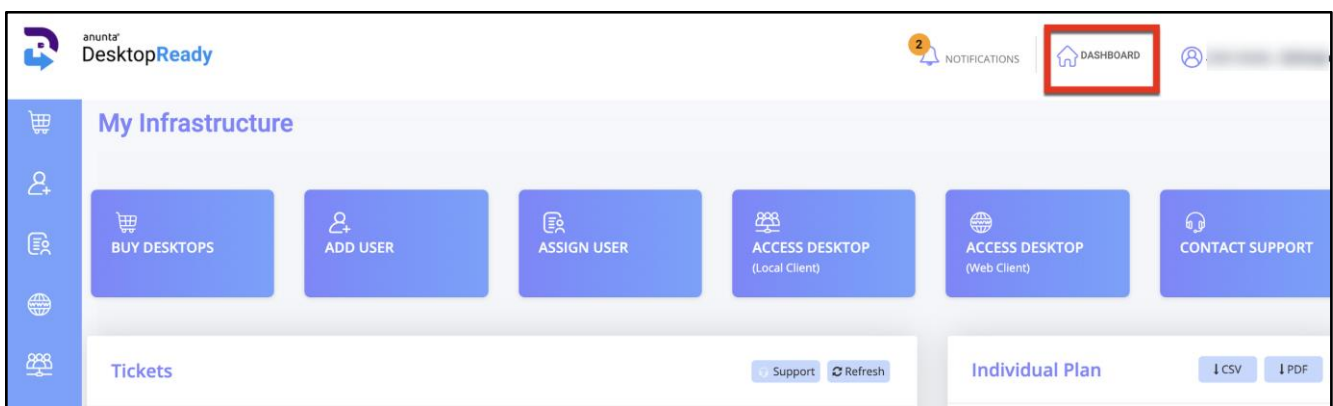 anunta
DesktopReady
2
NOTIFICATIONS
DASHBOARD
My Infrastructure
BUY DESKTOPS
ADD USER
ASSIGN USER
ACCESS DESKTOP
(Local Client)
ACCESS DESKTOP
(Web Client)
CONTACT SUPPORT
Tickets
Support
Refresh
Individual Plan
CSV
PDF